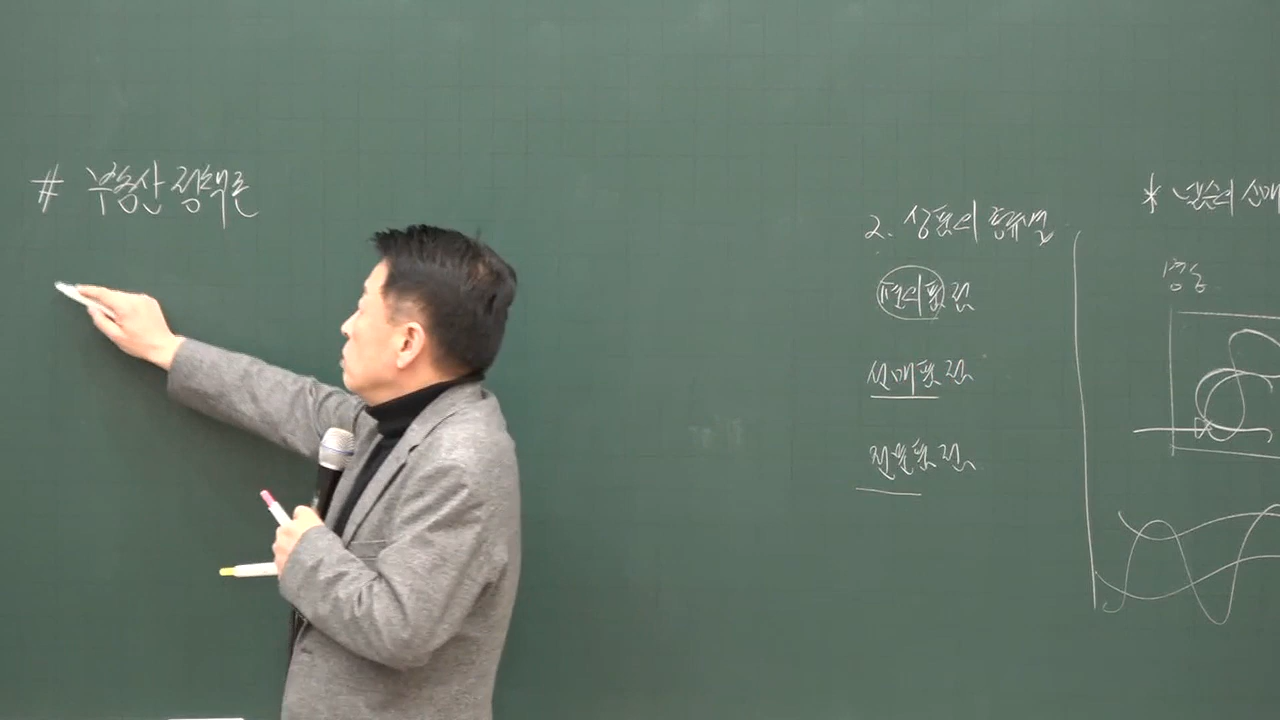 # 부동산 정책론
2. 상품의 종류별
편의품점
선매품점
전문품점
* 넬슨의 소매